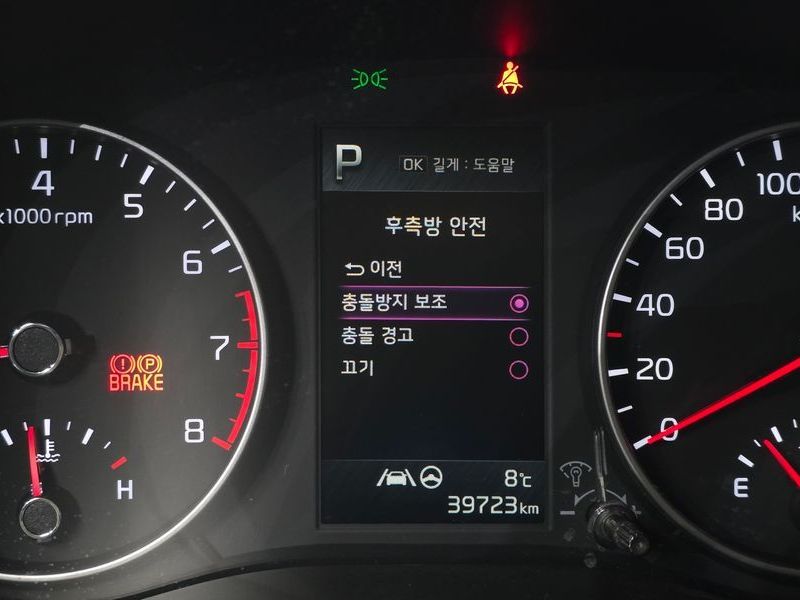 P
OK 길게 : 도움말
후측방 안전
이전
충돌방지 보조
충돌 경고
끄기
8℃
39723km
4
x1000rpm
5
6
7
8
(!) (P)
BRAKE
H
100
80
60
40
20
0
E